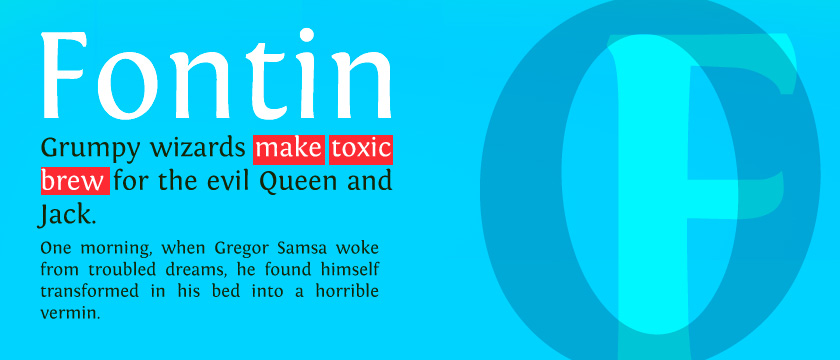 Fontin
Grumpy wizards make toxic
brew for the evil Queen and
Jack.
One morning, when Gregor Samsa woke
from troubled dreams, he found himself
transformed in his bed into a horrible
vermin.
O
F